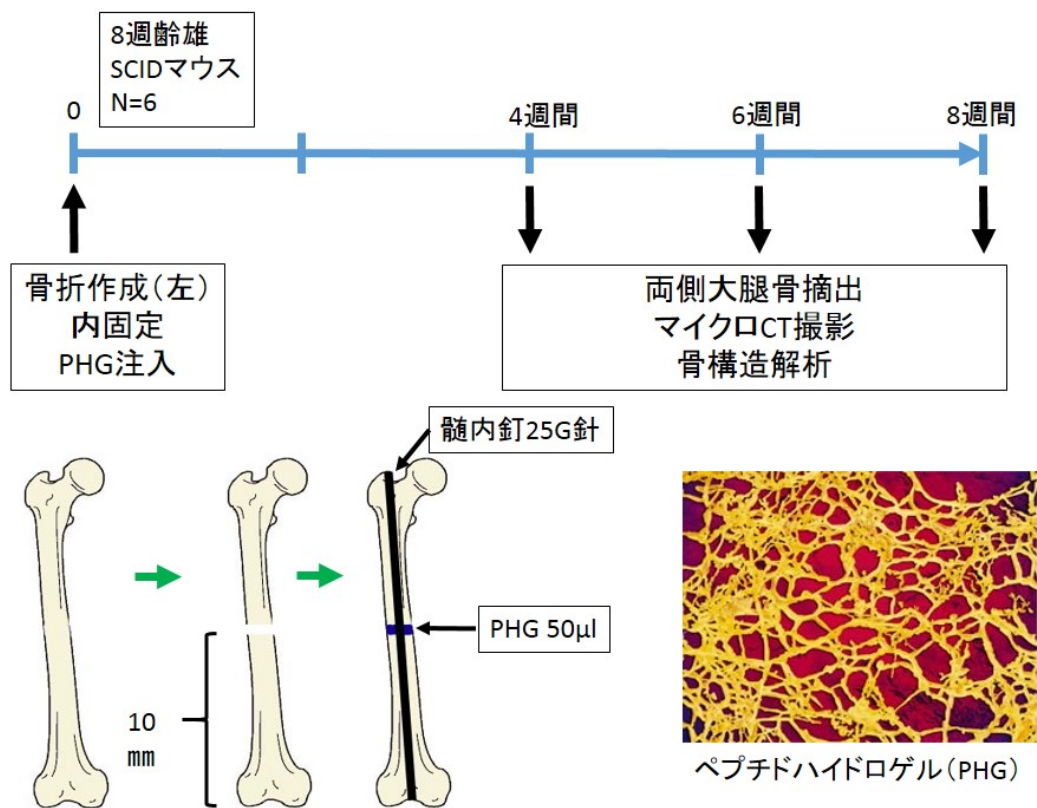 8週齢雄
SCIDマウス
N=6
0
4週間
6週間
8週間
骨折作成(左)
内固定
PHG注入
両側大腿骨摘出
マイクロCT撮影
骨構造解析
髄内釘25G針
PHG 50μl
10
㎜
ペプチドハイドロゲル(PHG)